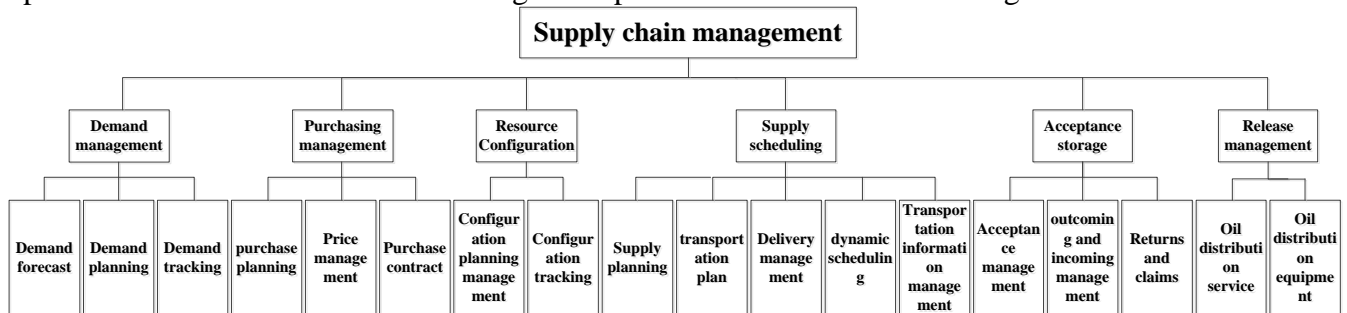 Supply chain management
Demand
management
Purchasing
management
Resource
Configuration
Supply
scheduling
Acceptance
storage
Release
management
Demand
forecast
Demand
planning
Demand
tracking
purchase
planning
Price
manage
ment
Purchase
contract
Configur
ation
planning
manage
ment
Configur
ation
tracking
Supply
planning
transport
ation
plan
Delivery
manage
ment
dynamic
schedulin
g
Transpor
tation
informati
on
manage
ment
Acceptan
ce
manage
ment
outcomin
g and
incoming
manage
ment
Returns
and
claims
Oil
distributi
on
service
Oil
distributi
on
equipme
nt